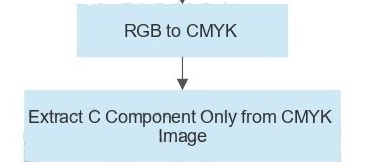 RGB to CMYK
Extract C Component Only from CMYK
Image